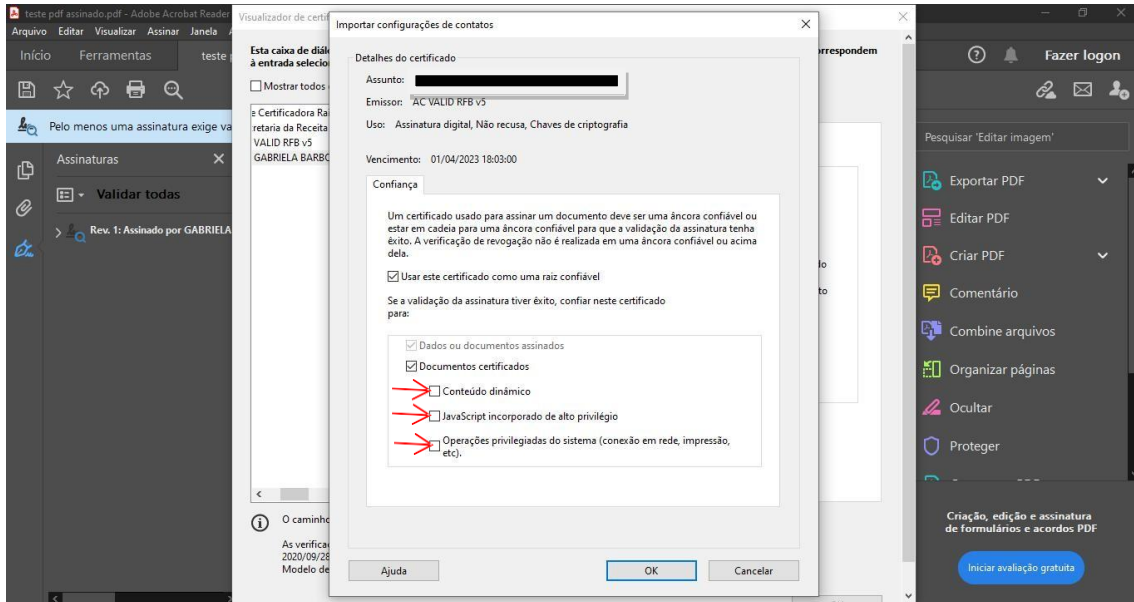 teste pdf assinado.pdf - Adobe Acrobat Reader
Arquivo Editar Visualizar Assinar Janela
Início Ferramentas teste
Fazer logon
Pelo menos uma assinatura exige
Assinaturas
Validar todas
Rev. 1: Assinado por GABRIELA
Visualizador de
Esta caixa de
à entrada
correspondem
Mostrar todos
Certificadora
retaria da Receita
VALID RFB v5
GABRIELA
O caminho
As
2020/09/28
Modelo de
Importar configurações de contatos
Detalhes do certificado
Assunto:
Emissor: AC VALID RFB v5
Uso: Assinatura digital, Não recusa, Chaves de criptografia
Vencimento: 01/04/2023 18:03:00
Confiança
Um certificado usado para assinar um documento deve ser uma âncora confiável ou
estar em cadeia para uma âncora confiável para que a validação da assinatura tenha
êxito. A verificação de revogação não é realizada em uma âncora confiável ou acima
dela.
Usar este certificado como uma raiz confiável
Se a validação da assinatura tiver êxito, confiar neste certificado
para:
Dados ou documentos assinados
Documentos certificados
Conteúdo dinâmico
JavaScript incorporado de alto privilégio
Operações privilegiadas do sistema (conexão em rede, impressão,
etc).
Ajuda OK Cancelar
Pesquisar 'Editar imagem'
Exportar PDF
Editar PDF
Criar PDF
Comentário
Combine arquivos
Organizar páginas
Ocultar
Proteger
Criação, edição e assinatura
de formulários e acordos PDF
Iniciar avaliação gratuita